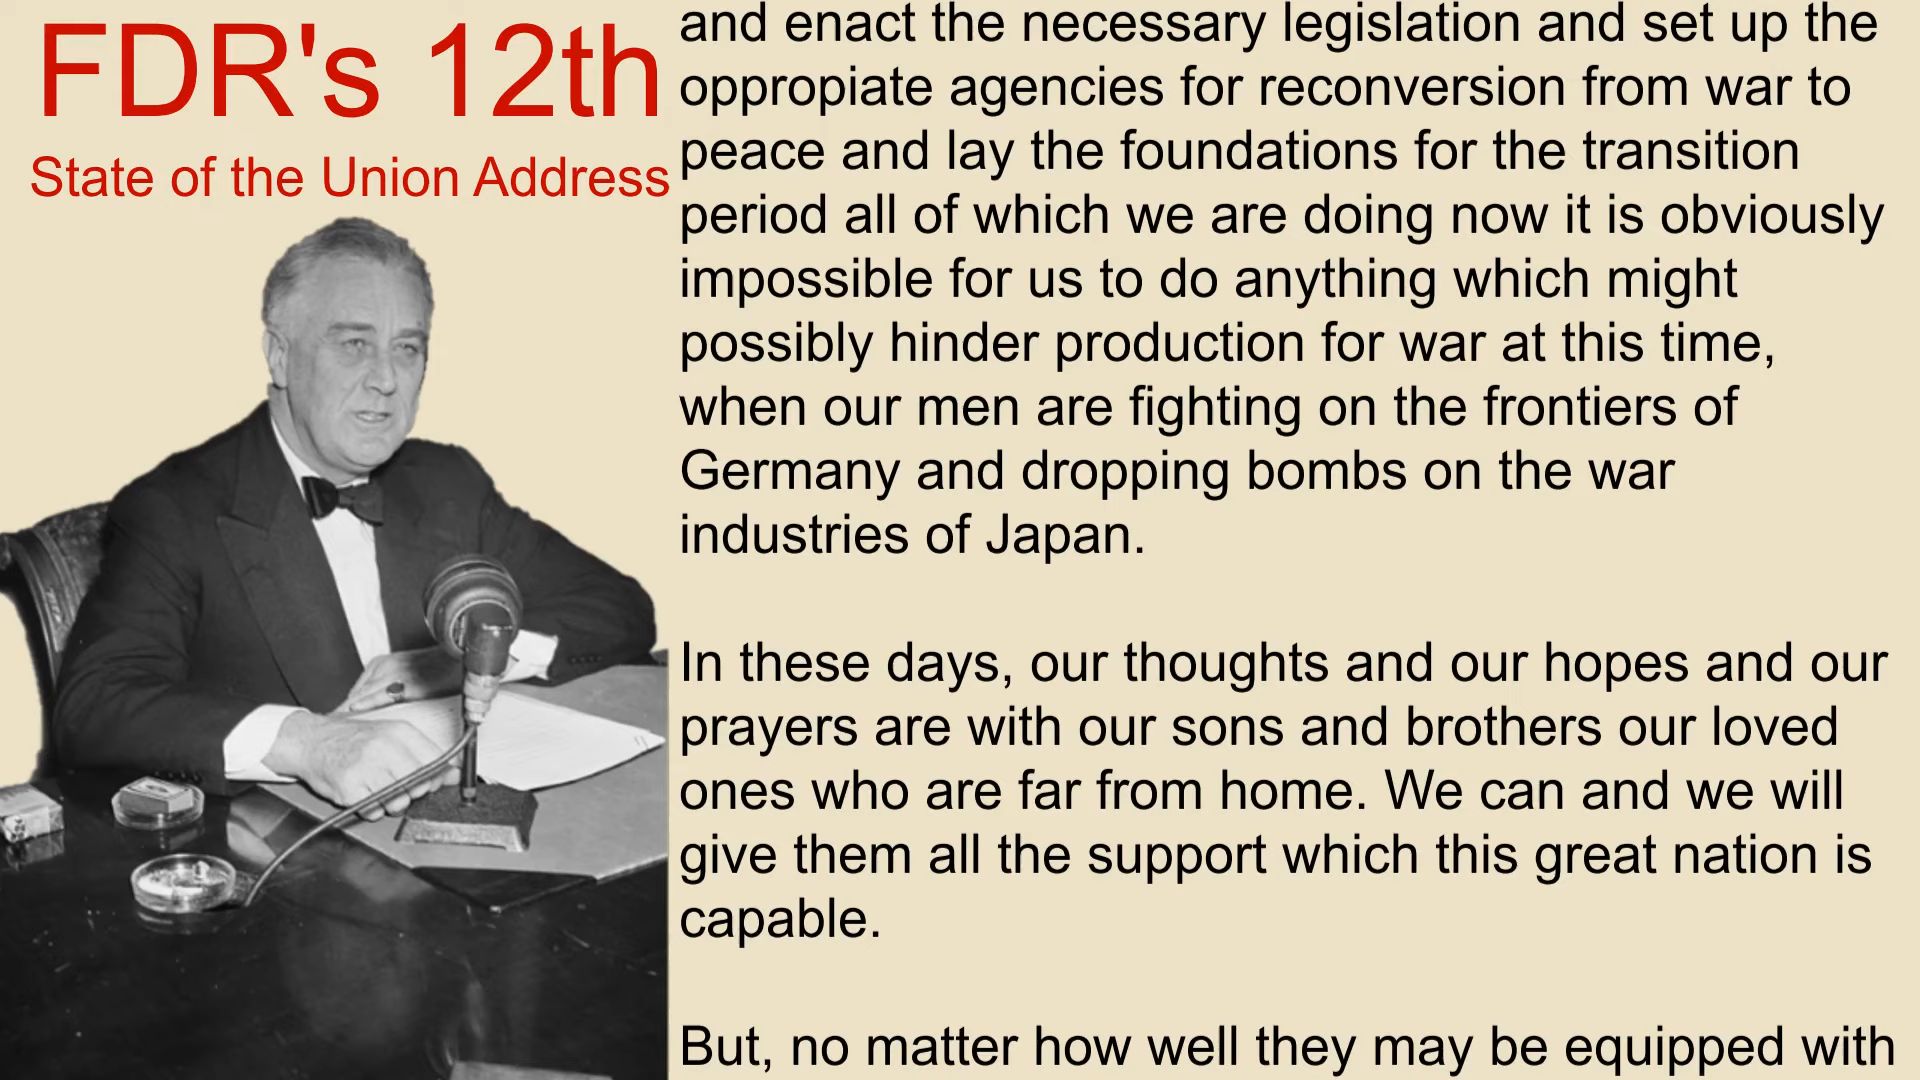 FDR's 12th
State of the Union Address
and enact the necessary legislation and set up the
oppropiate agencies for reconversion from war to
peace and lay the foundations for the transition
period all of which we are doing now it is obviously
impossible for us to do anything which might
possibly hinder production for war at this time,
when our men are fighting on the frontiers of
Germany and dropping bombs on the war
industries of Japan.
In these days, our thoughts and our hopes and our
prayers are with our sons and brothers our loved
ones who are far from home. We can and we will
give them all the support which this great nation is
capable.
But, no matter how well they may be equipped with